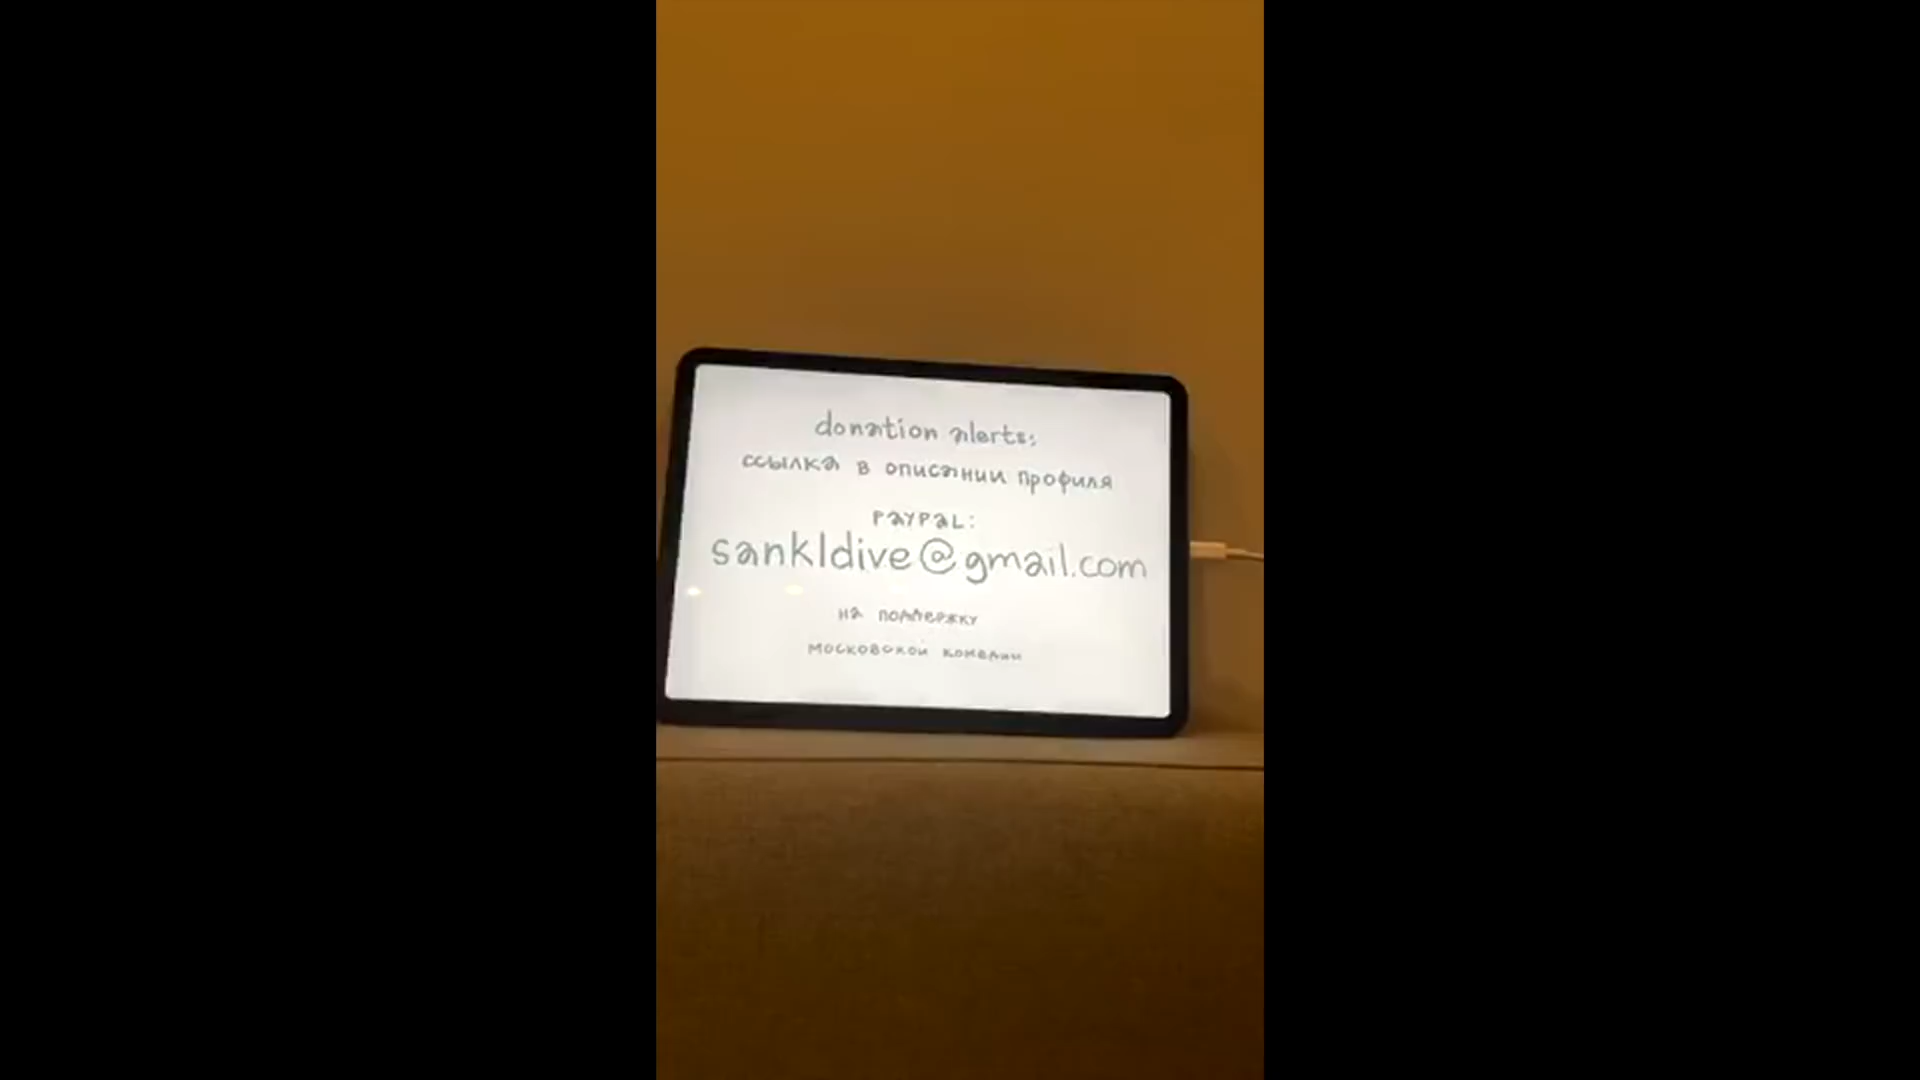 donation alerts:
ссылка в описании профиля
PAYPAL:
sankldive@gmail.com
на поддержку
московской комедии